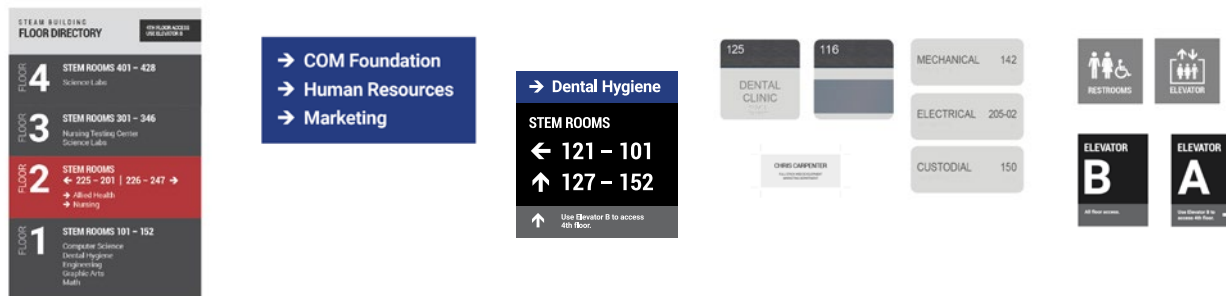 STEAM BUILDING
FLOOR DIRECTORY
4TH FLOOR ACCESS
USE ELEVATOR B
FLOOR
4
STEM ROOMS 401 – 428
Science Labs
FLOOR
3
STEM ROOMS 301 – 346
Nursing Testing Center
Science Labs
FLOOR
2
STEM ROOMS
← 225 – 201 | 226 – 247 →
→ Allied Health
→ Nursing
FLOOR
1
STEM ROOMS 101 – 152
Computer Science
Dental Hygiene
Engineering
Graphic Arts
Math
→ COM Foundation
→ Human Resources
→ Marketing
→ Dental Hygiene
STEM ROOMS
← 121 – 101
↑ 127 – 152
↑ Use Elevator B to access
4th floor.
125
DENTAL
CLINIC
116
CHRIS CARPENTER
MECHANICAL 142
ELECTRICAL 205-02
CUSTODIAL 150
RESTROOMS
ELEVATOR
ELEVATOR
B
All floor access.
ELEVATOR
A
Use Elevator B to
access 4th floor.